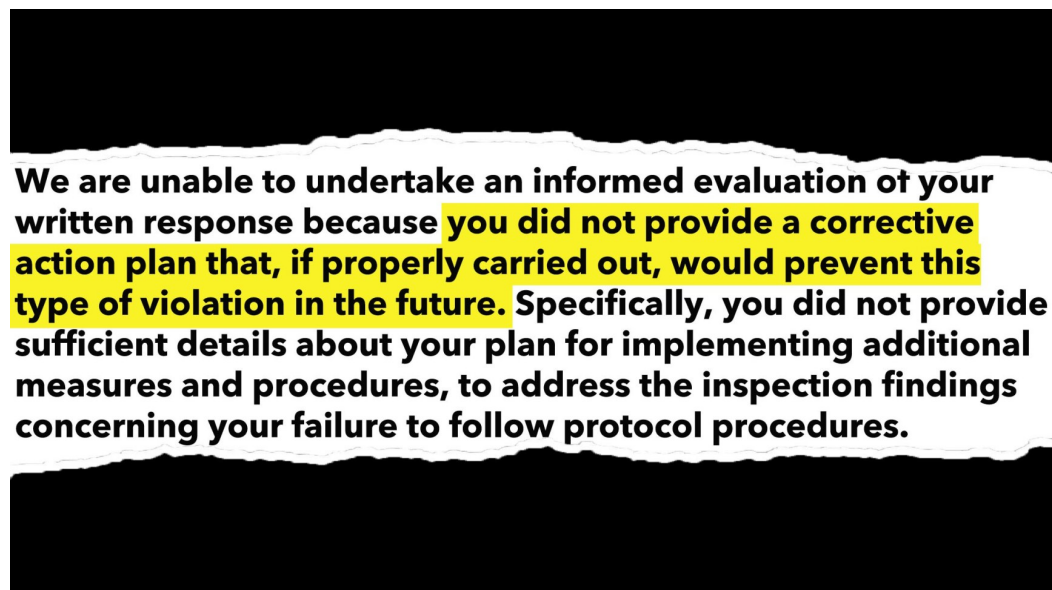 We are unable to undertake an informed evaluation of your
written response because you did not provide a corrective
action plan that, if properly carried out, would prevent this
type of violation in the future. Specifically, you did not provide
sufficient details about your plan for implementing additional
measures and procedures, to address the inspection findings
concerning your failure to follow protocol procedures.